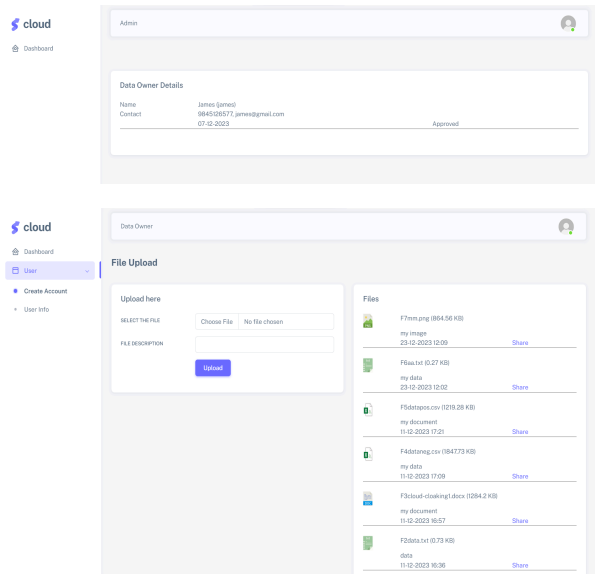 cloud
Admin
Dashboard
Data Owner Details
Name James (james)
Contact 9845126577, james@gmail.com
07-12-2023 Approved
cloud
Data Owner
Dashboard
User
Create Account
User Info
File Upload
Upload here
SELECT THE FILE Choose File No file chosen
FILE DESCRIPTION
Upload
Files
F7mm.png (864.56 KB)
my image
23-12-2023 12:09 Share
F6aa.txt (0.27 KB)
my data
23-12-2023 12:02 Share
F5datapos.csv (1219.28 KB)
my document
11-12-2023 17:21 Share
F4dataneg.csv (1847.73 KB)
my data
11-12-2023 17:09 Share
F3cloud-cloaking1.docx (1284.2 KB)
my document
11-12-2023 16:57 Share
F2data.txt (0.73 KB)
data
11-12-2023 16:36 Share